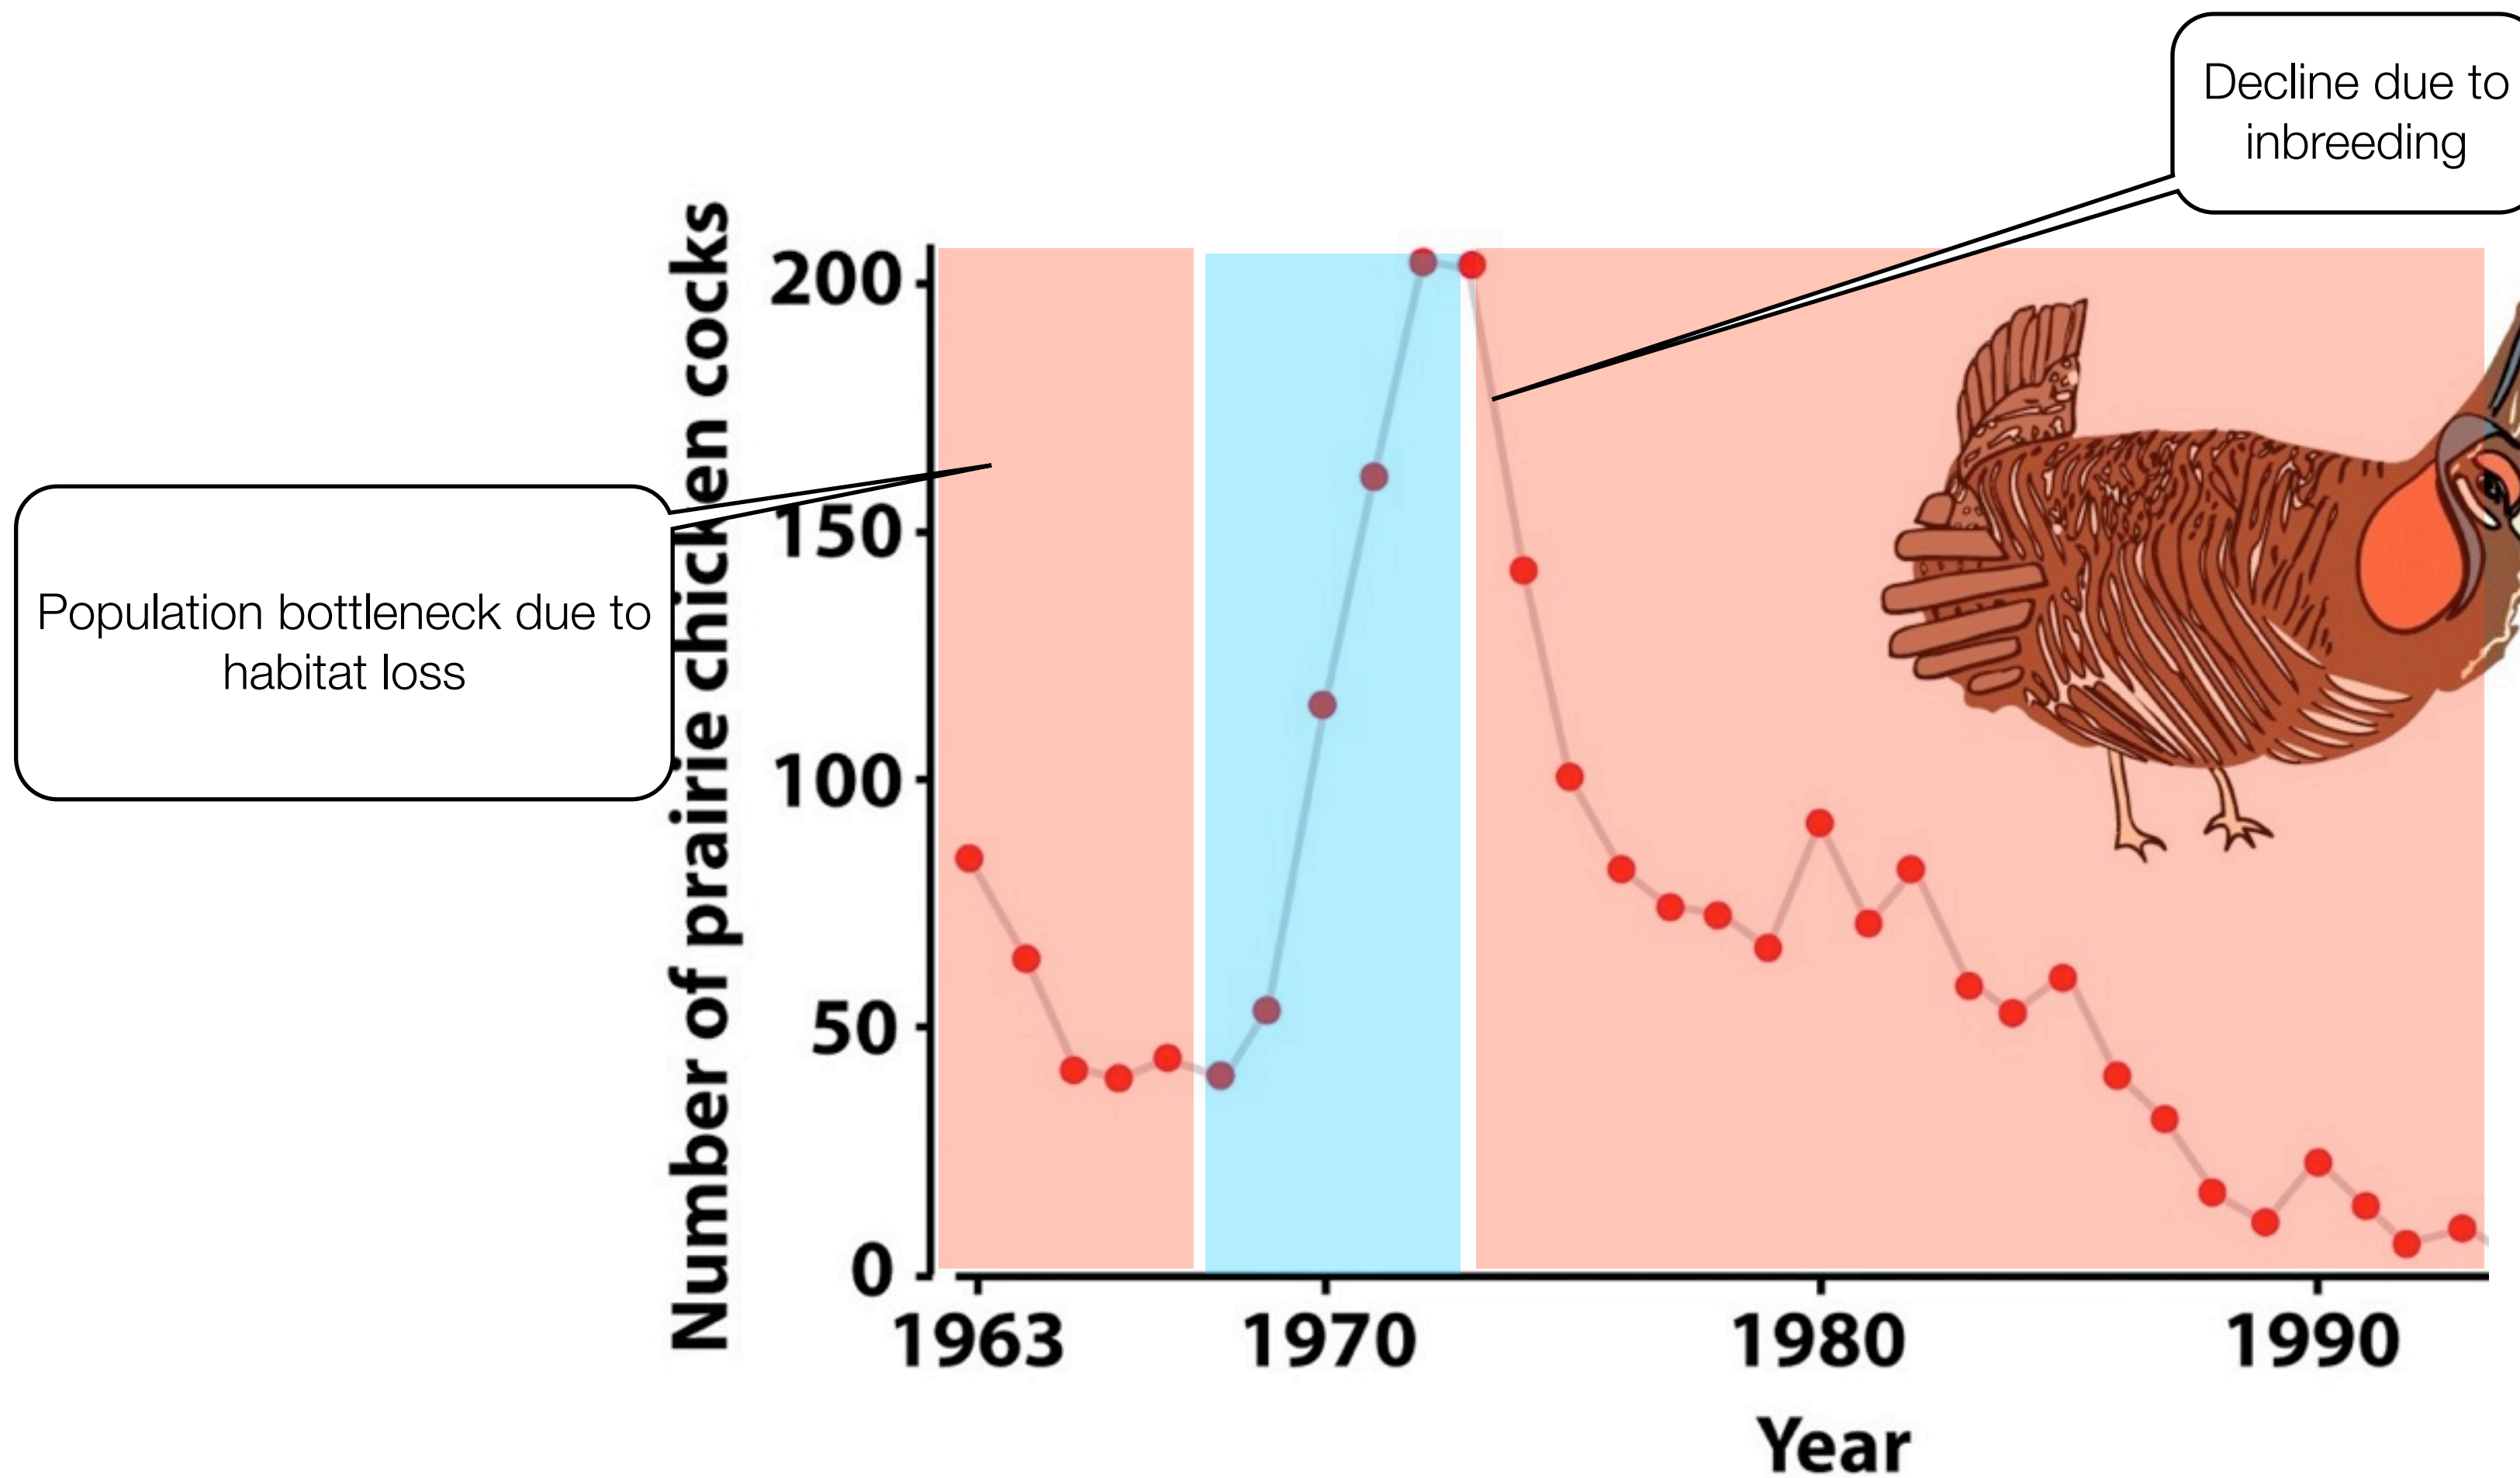 Decline due to
inbreeding
Number of prairie chicken cocks
200
150
100
50
0
Population bottleneck due to
habitat loss
1963
1970
1980
1990
Year